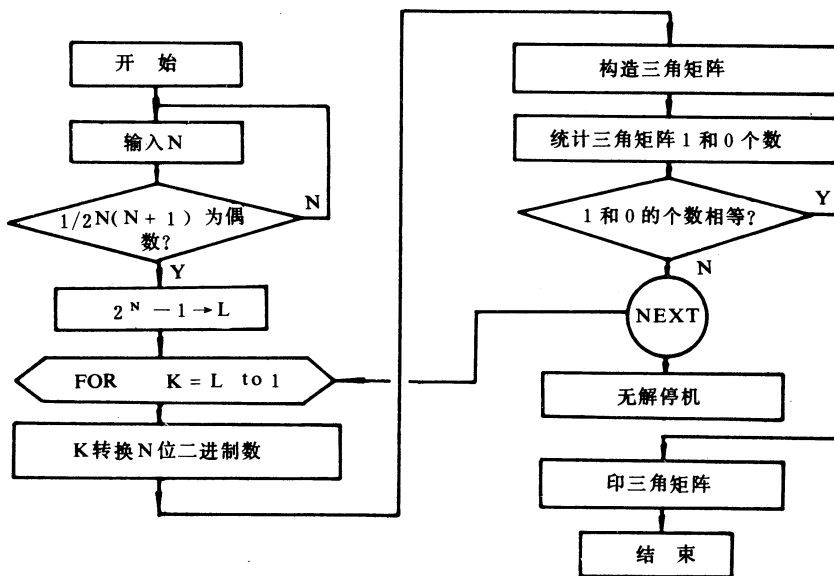 开 始
输入N
N
1/2N(N+1) 为偶
数?
Y
2^N － 1→L
FOR K = L to 1
K转换N位二进制数
构造三角矩阵
统计三角矩阵1和0个数
1和0的个数相等?
Y
N
NEXT
无解停机
印三角矩阵
结 束